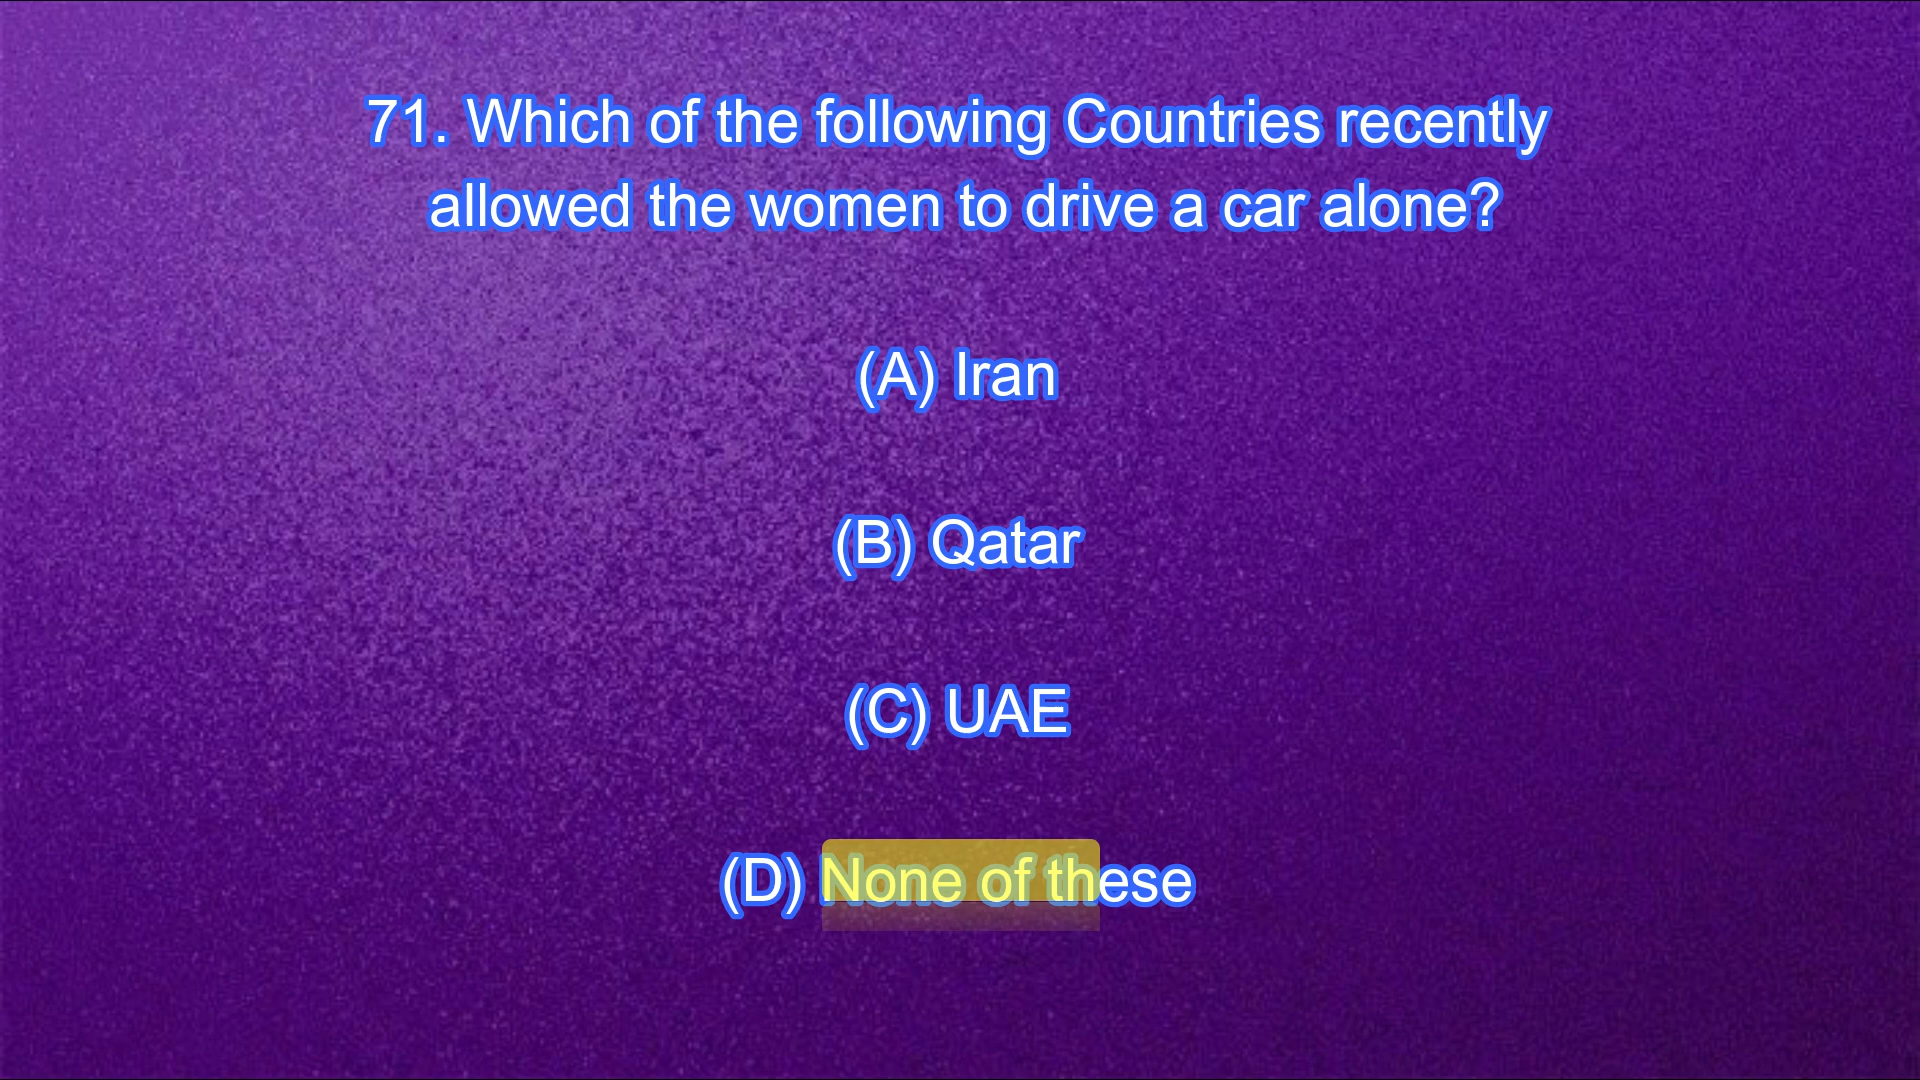 71. Which of the following Countries recently
allowed the women to drive a car alone?
(A) Iran
(B) Qatar
(C) UAE
(D) None of these